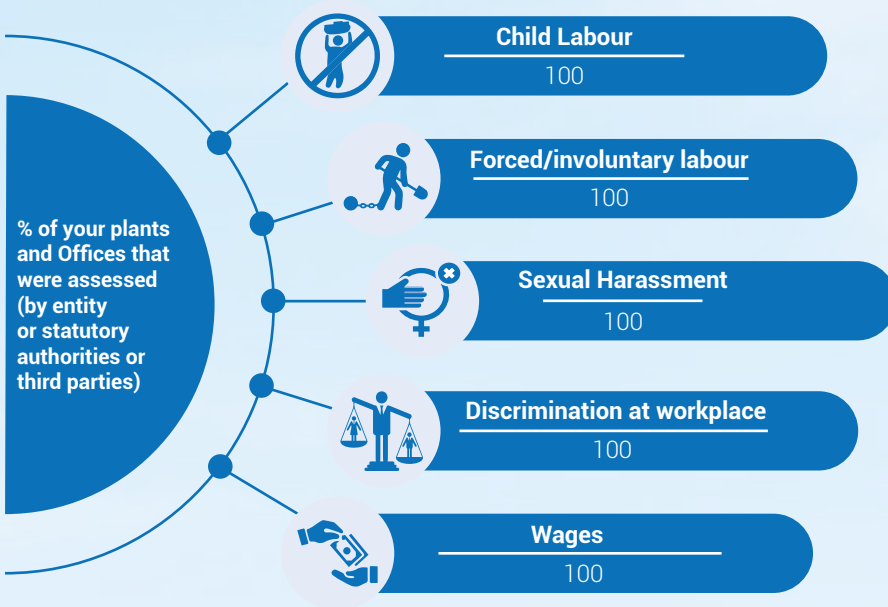 % of your plants
and Offices that
were assessed
(by entity
or statutory
authorities or
third parties)
Child Labour
100
Forced/involuntary labour
100
Sexual Harassment
100
Discrimination at workplace
100
Wages
100